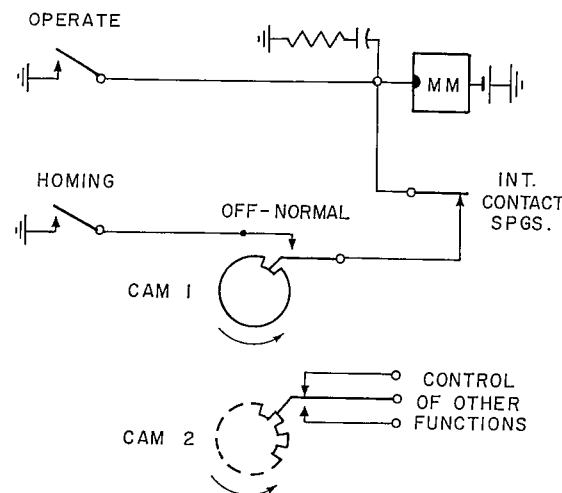 OPERATE
MM
HOMING
OFF-NORMAL
INT.
CONTACT
SPGS.
CAM 1
CONTROL
OF OTHER
FUNCTIONS
CAM 2